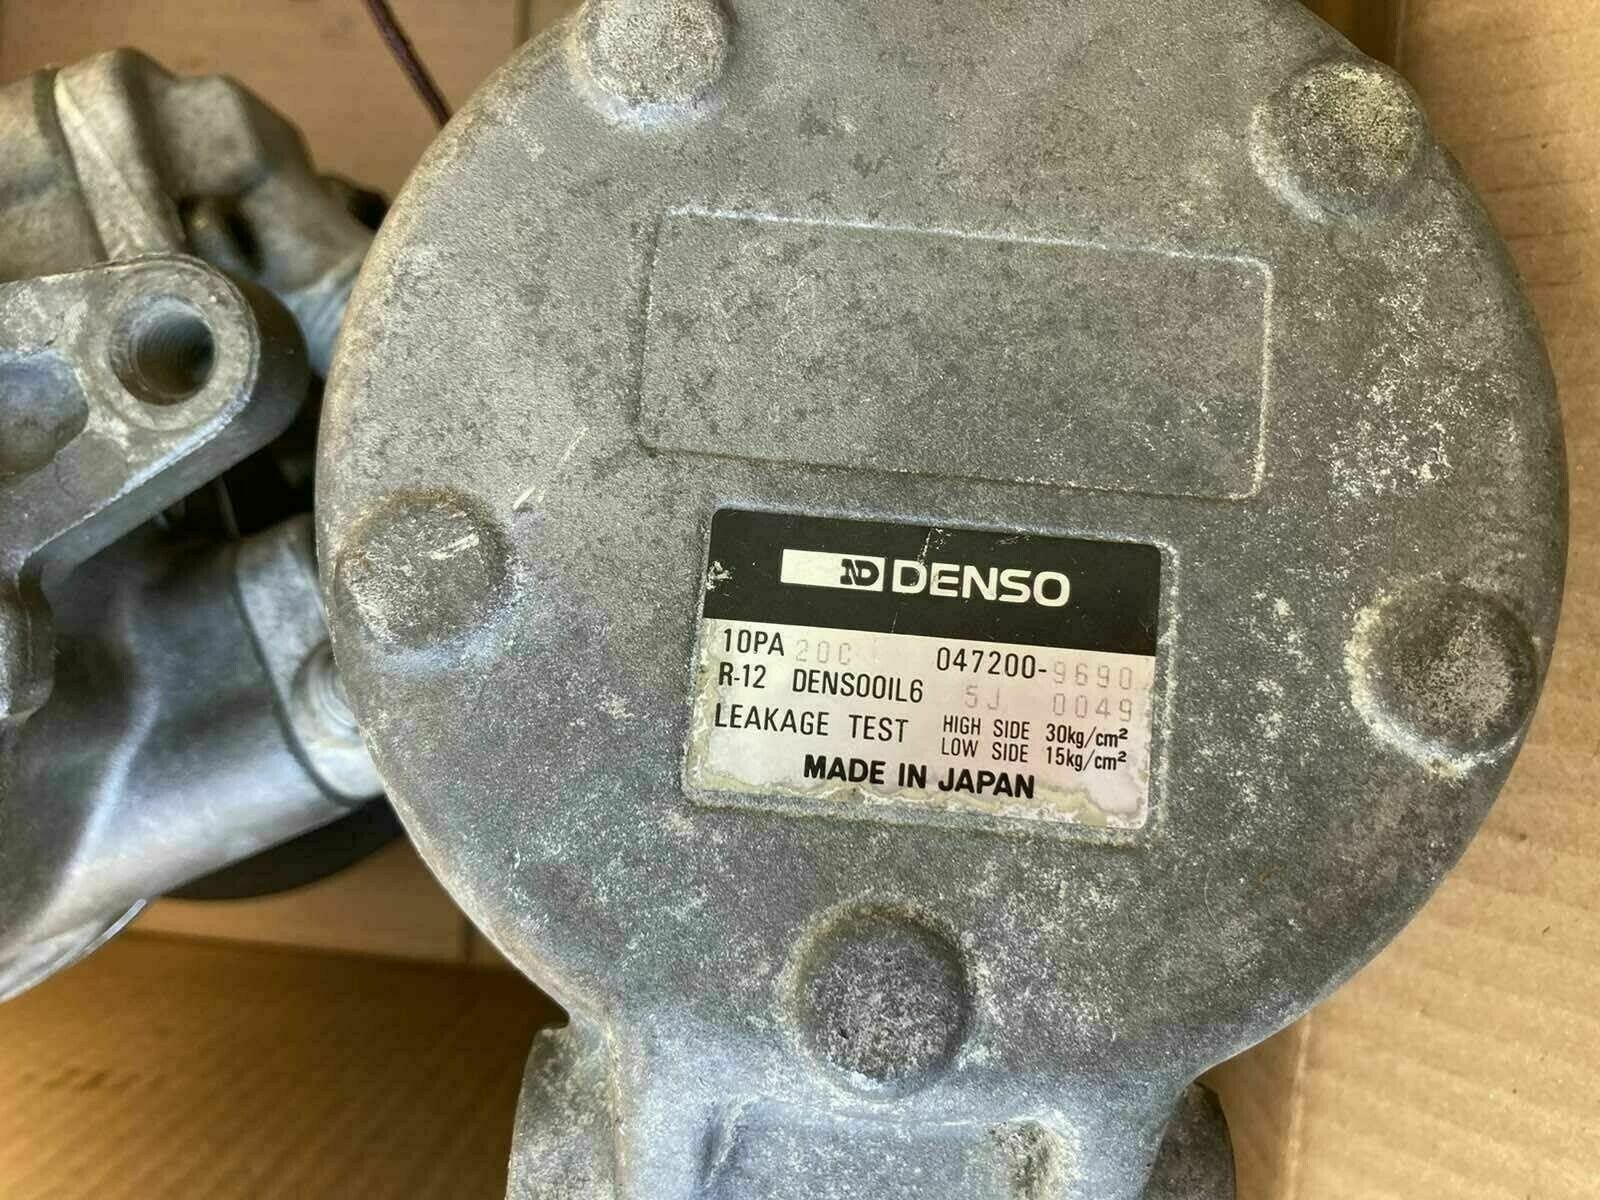 ND DENSO
10PA 20C 047200-9690
R-12 DENSOOIL6 5J 0049
LEAKAGE TEST HIGH SIDE 30kg/cm²
LOW SIDE 15kg/cm²
MADE IN JAPAN